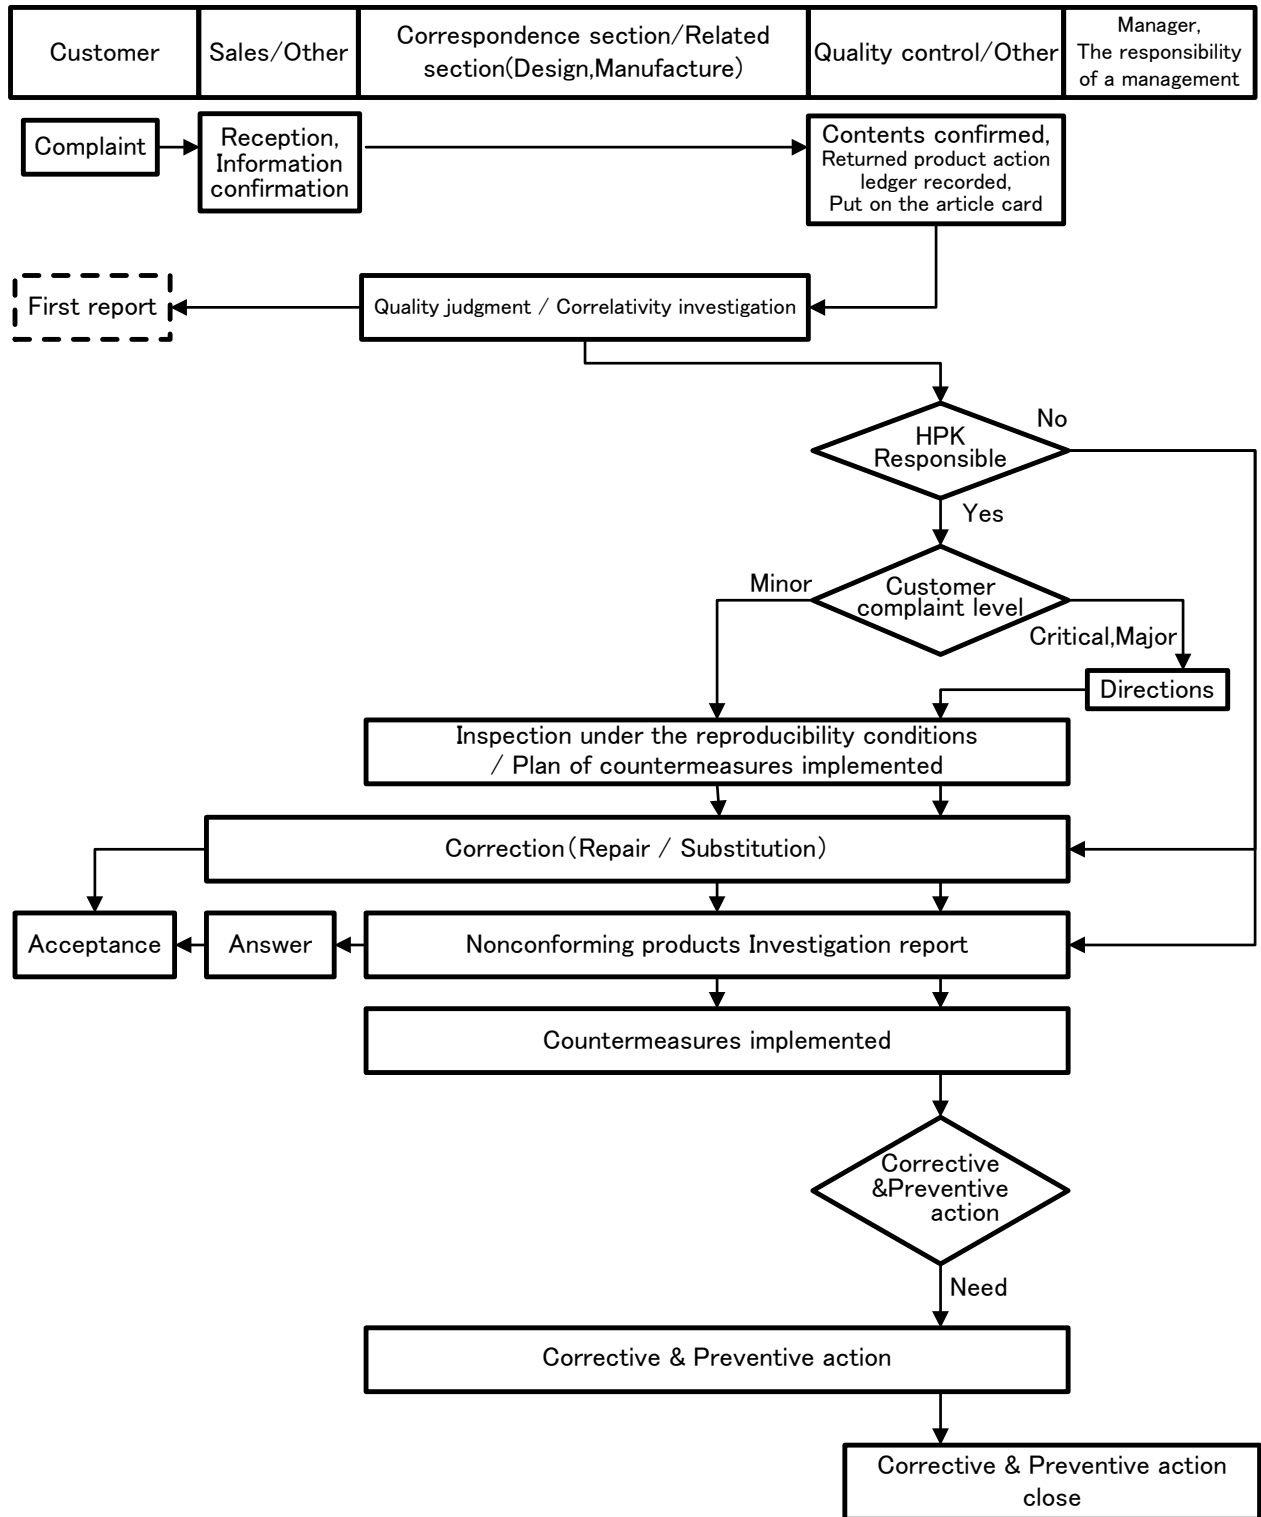 Customer
Sales/Other
Correspondence section/Related
section(Design,Manufacture)
Quality control/Other
Manager,
The responsibility
of a management
Complaint
Reception,
Information
confirmation
Contents confirmed,
Returned product action
ledger recorded,
Put on the article card
First report
Quality judgment / Correlativity investigation
HPK
Responsible
No
Yes
Customer
complaint level
Minor
Critical,Major
Directions
Inspection under the reproducibility conditions
/ Plan of countermeasures implemented
Correction(Repair / Substitution)
Acceptance
Answer
Nonconforming products Investigation report
Countermeasures implemented
Corrective
&Preventive
action
Need
Corrective & Preventive action
Corrective & Preventive action
close